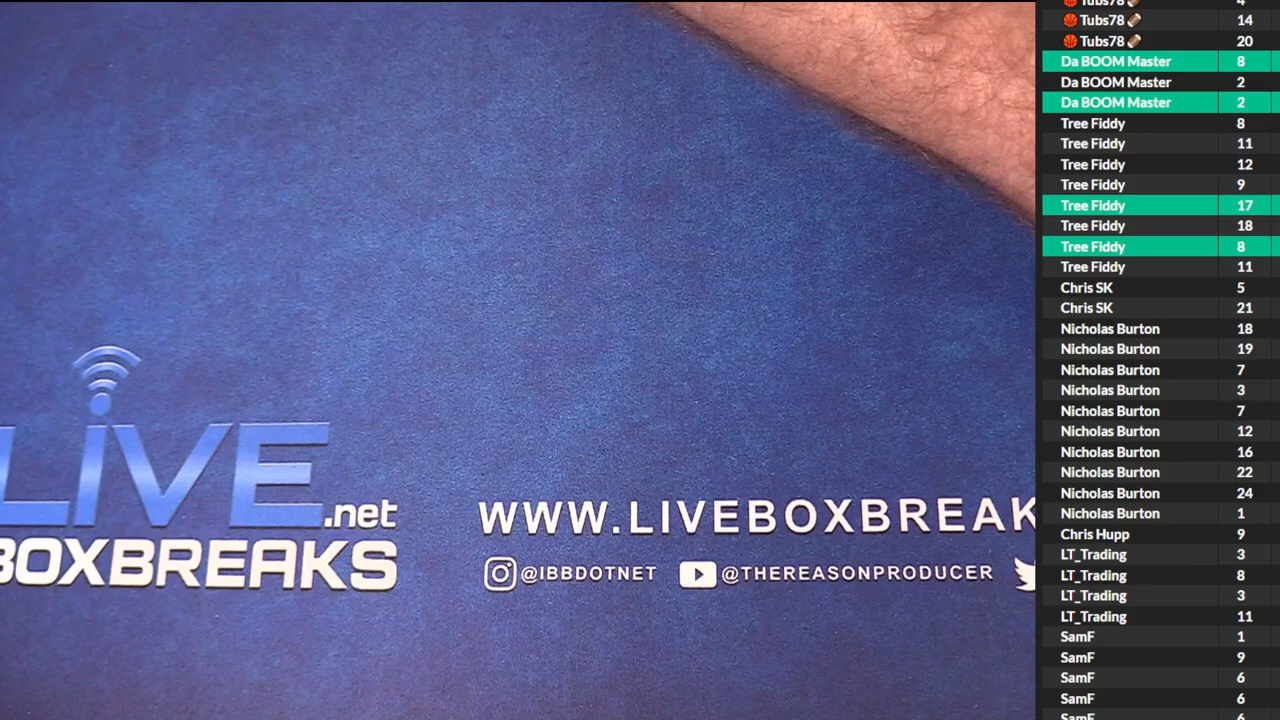 LIVE.net
BOXBREAKS
WWW.LIVEBOXBREAK
@IBBDOTNET @THEREASONPRODUCER
Tubs78 4
Tubs78 14
Tubs78 20
Da BOOM Master 8
Da BOOM Master 2
Da BOOM Master 2
Tree Fiddy 8
Tree Fiddy 11
Tree Fiddy 12
Tree Fiddy 9
Tree Fiddy 17
Tree Fiddy 18
Tree Fiddy 8
Tree Fiddy 11
Chris SK 5
Chris SK 21
Nicholas Burton 18
Nicholas Burton 19
Nicholas Burton 7
Nicholas Burton 3
Nicholas Burton 7
Nicholas Burton 12
Nicholas Burton 16
Nicholas Burton 22
Nicholas Burton 24
Nicholas Burton 1
Chris Hupp 9
LT_Trading 3
LT_Trading 8
LT_Trading 3
LT_Trading 11
SamF 1
SamF 9
SamF 6
SamF 6
SamF 6